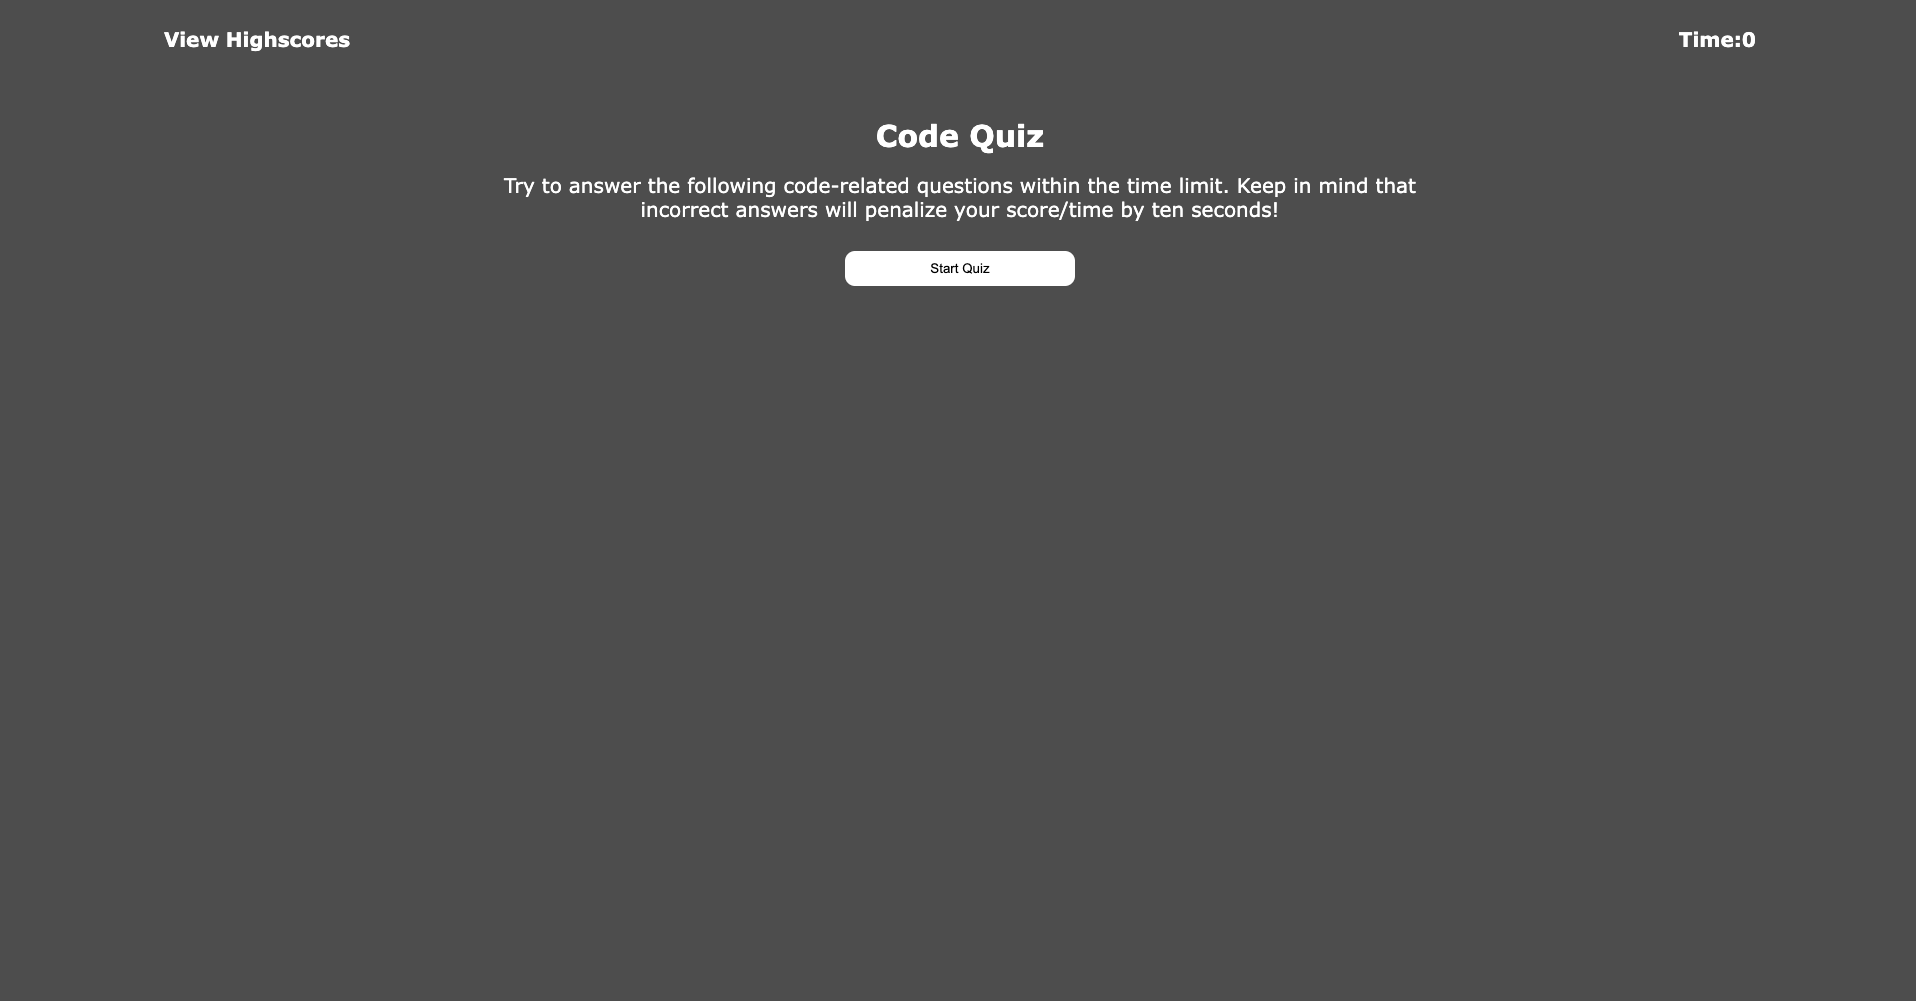 View Highscores
Time:0
Code Quiz
Try to answer the following code-related questions within the time limit. Keep in mind that
incorrect answers will penalize your score/time by ten seconds!
Start Quiz